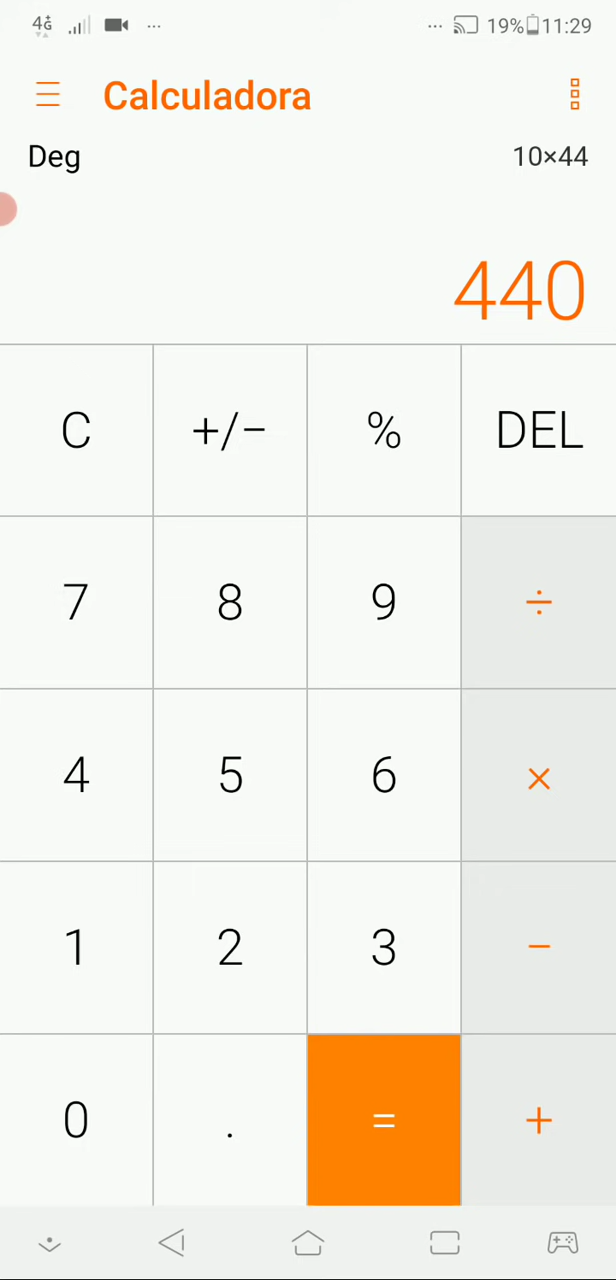 4G ... ... 19% 11:29
Calculadora
Deg 10×44
440
C +/− % DEL
7 8 9 ÷
4 5 6 ×
1 2 3 −
0 . = +